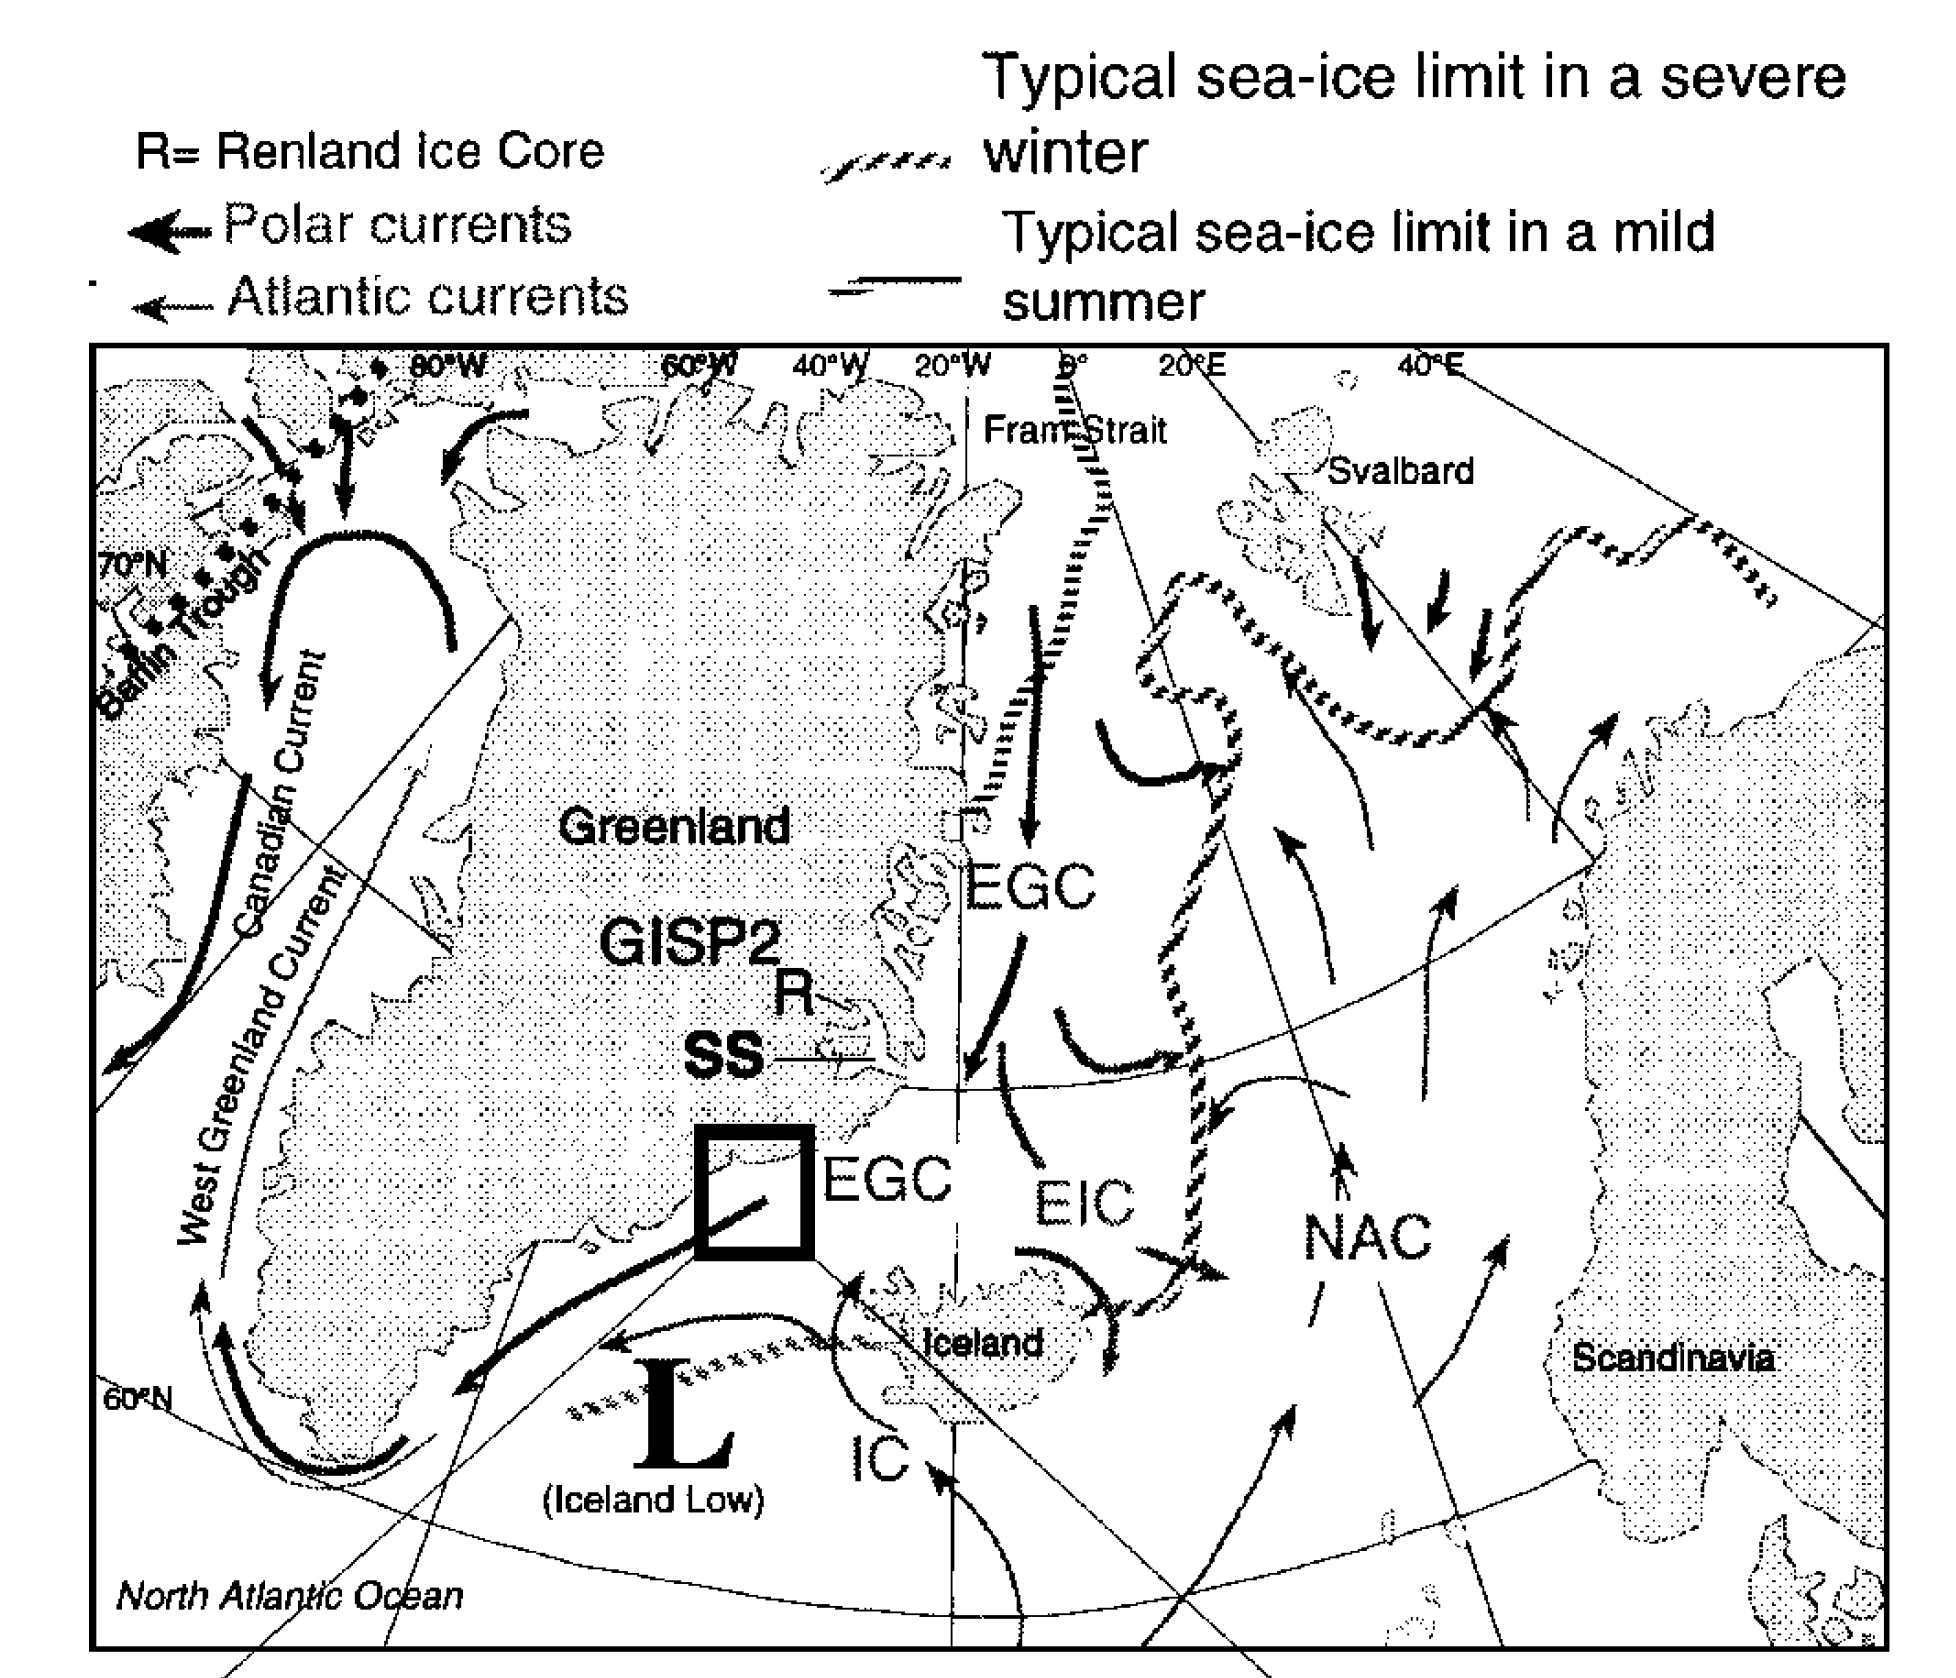 Typical sea-ice limit in a severe
winter
R= Renland Ice Core
Polar currents
Typical sea-ice limit in a mild
summer
Atlantic currents
80°W
60°W
40°W
20°W
0°
20°E
40°E
Fram Strait
Svalbard
70°N
Baffin Trough
Canadian Current
West Greenland Current
Greenland
EGC
GISP2
R
SS
EGC
EIC
NAC
Iceland
Scandinavia
60°N
L
IC
(Iceland Low)
North Atlantic Ocean